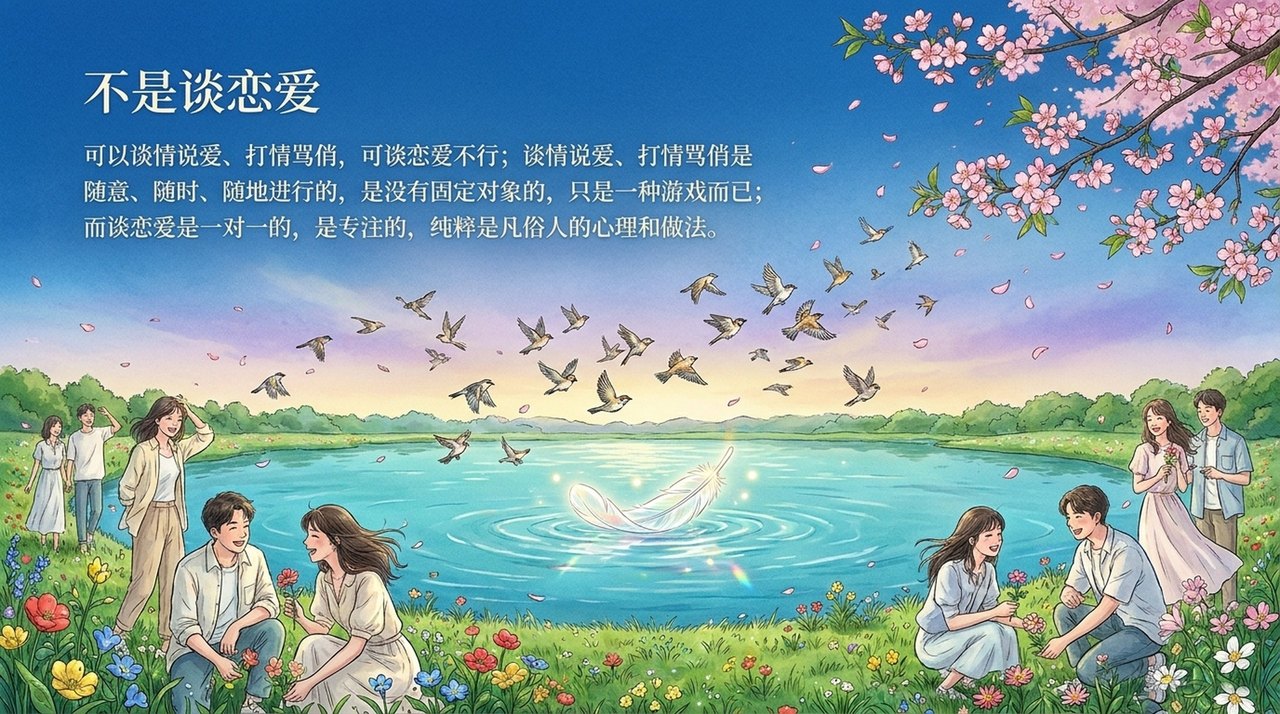 不是谈恋爱
可以谈情说爱、打情骂俏，可谈恋爱不行；谈情说爱、打情骂俏是
随意、随时、随地进行的，是没有固定对象的，只是一种游戏而已；
而谈恋爱是一对一的，是专注的，纯粹是凡俗人的心理和做法。